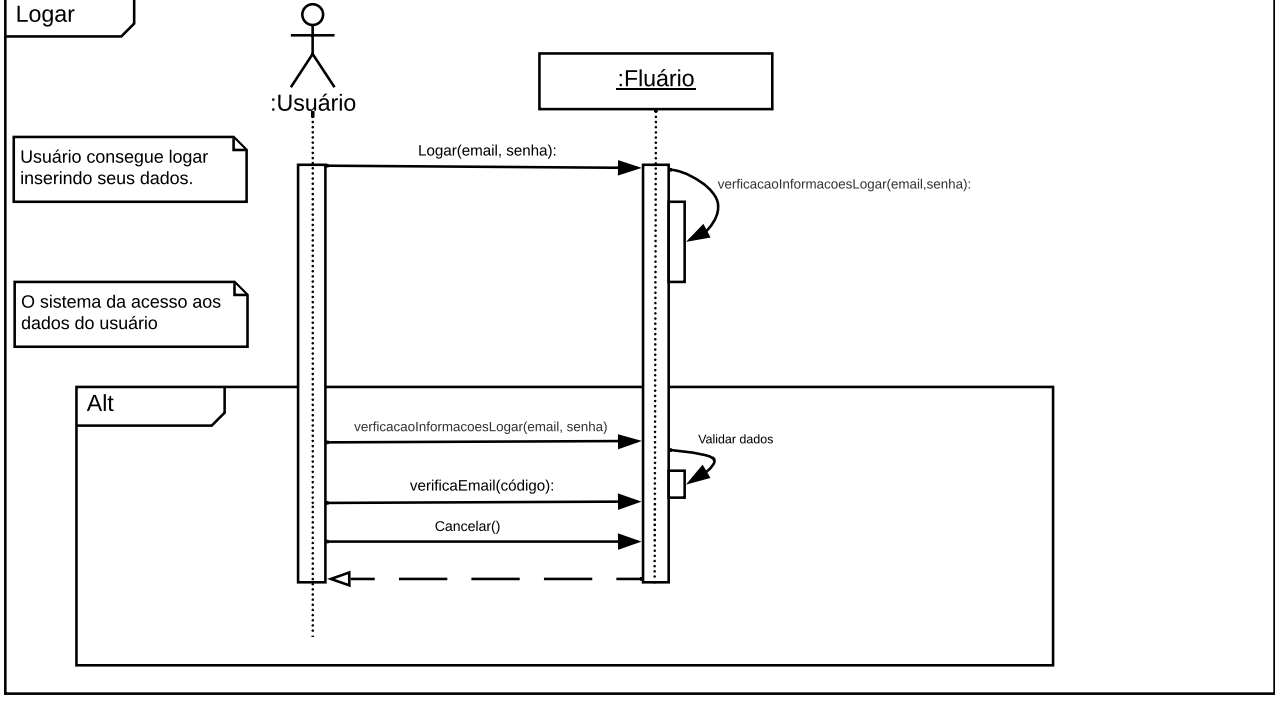 Logar
:Usuário
:Fluário
Usuário consegue logar
inserindo seus dados.
Logar(email, senha):
verficacaoInformacoesLogar(email,senha):
O sistema da acesso aos
dados do usuário
Alt
verficacaoInformacoesLogar(email, senha)
Validar dados
verificaEmail(código):
Cancelar()